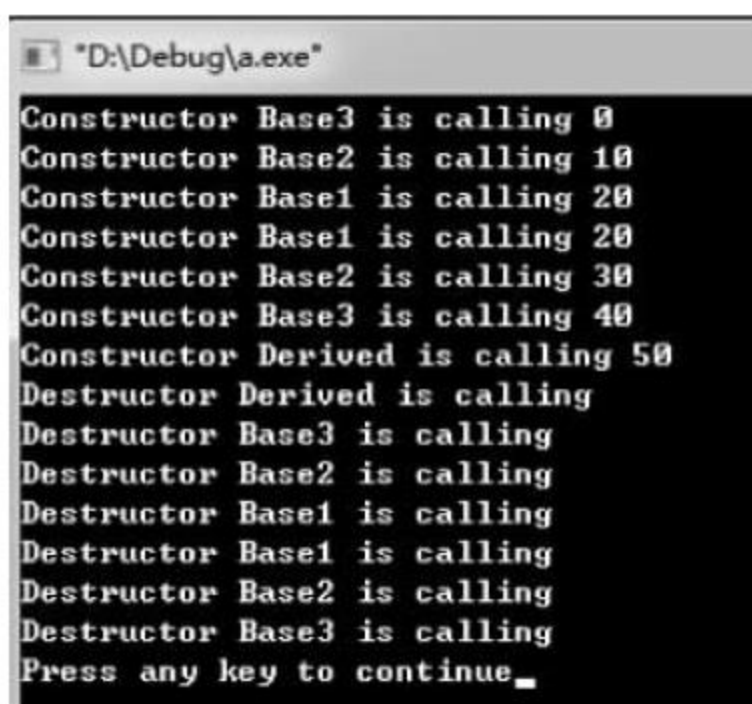 "D:\Debug\a.exe"
Constructor Base3 is calling 0
Constructor Base2 is calling 10
Constructor Base1 is calling 20
Constructor Base1 is calling 20
Constructor Base2 is calling 30
Constructor Base3 is calling 40
Constructor Derived is calling 50
Destructor Derived is calling
Destructor Base3 is calling
Destructor Base2 is calling
Destructor Base1 is calling
Destructor Base1 is calling
Destructor Base2 is calling
Destructor Base3 is calling
Press any key to continue_